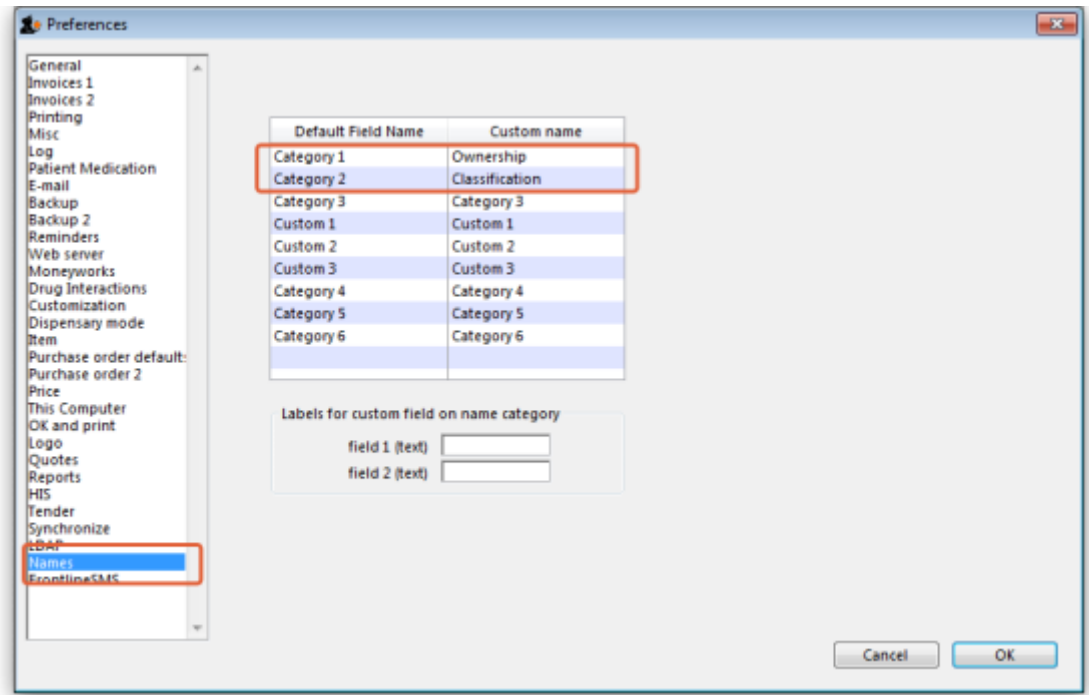 Preferences
General
Invoices 1
Invoices 2
Printing
Misc
Log
Patient Medication
E-mail
Backup
Backup 2
Reminders
Web server
Moneyworks
Drug Interactions
Customization
Dispensary mode
Item
Purchase order default:
Purchase order 2
Price
This Computer
OK and print
Logo
Quotes
Reports
HIS
Tender
Synchronize
LDAP
Names
FrontlineSMS
Default Field Name Custom name
Category 1 Ownership
Category 2 Classification
Category 3 Category 3
Custom 1 Custom 1
Custom 2 Custom 2
Custom 3 Custom 3
Category 4 Category 4
Category 5 Category 5
Category 6 Category 6
Labels for custom field on name category
field 1 (text)
field 2 (text)
Cancel OK